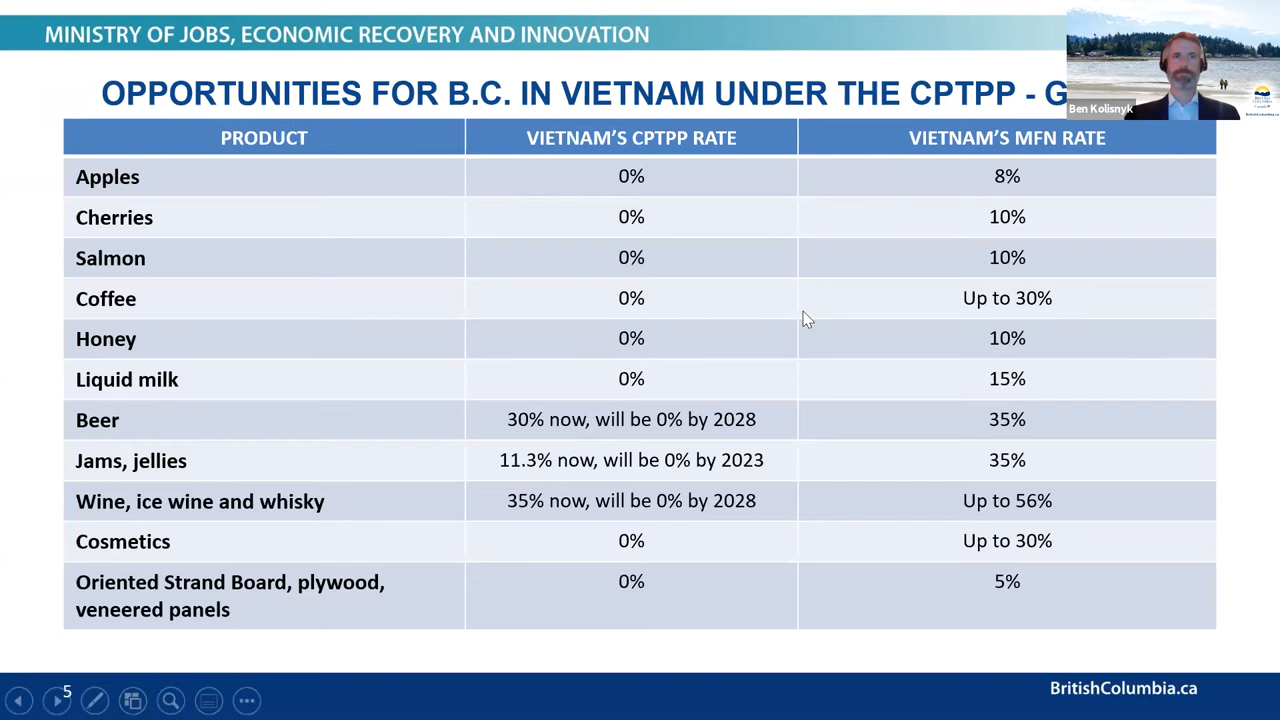 MINISTRY OF JOBS, ECONOMIC RECOVERY AND INNOVATION
OPPORTUNITIES FOR B.C. IN VIETNAM UNDER THE CPTPP - G
Ben Kolisnyk
PRODUCT VIETNAM'S CPTPP RATE VIETNAM'S MFN RATE
Apples 0% 8%
Cherries 0% 10%
Salmon 0% 10%
Coffee 0% Up to 30%
Honey 0% 10%
Liquid milk 0% 15%
Beer 30% now, will be 0% by 2028 35%
Jams, jellies 11.3% now, will be 0% by 2023 35%
Wine, ice wine and whisky 35% now, will be 0% by 2028 Up to 56%
Cosmetics 0% Up to 30%
Oriented Strand Board, plywood, 0% 5%
veneered panels
5
BritishColumbia.ca